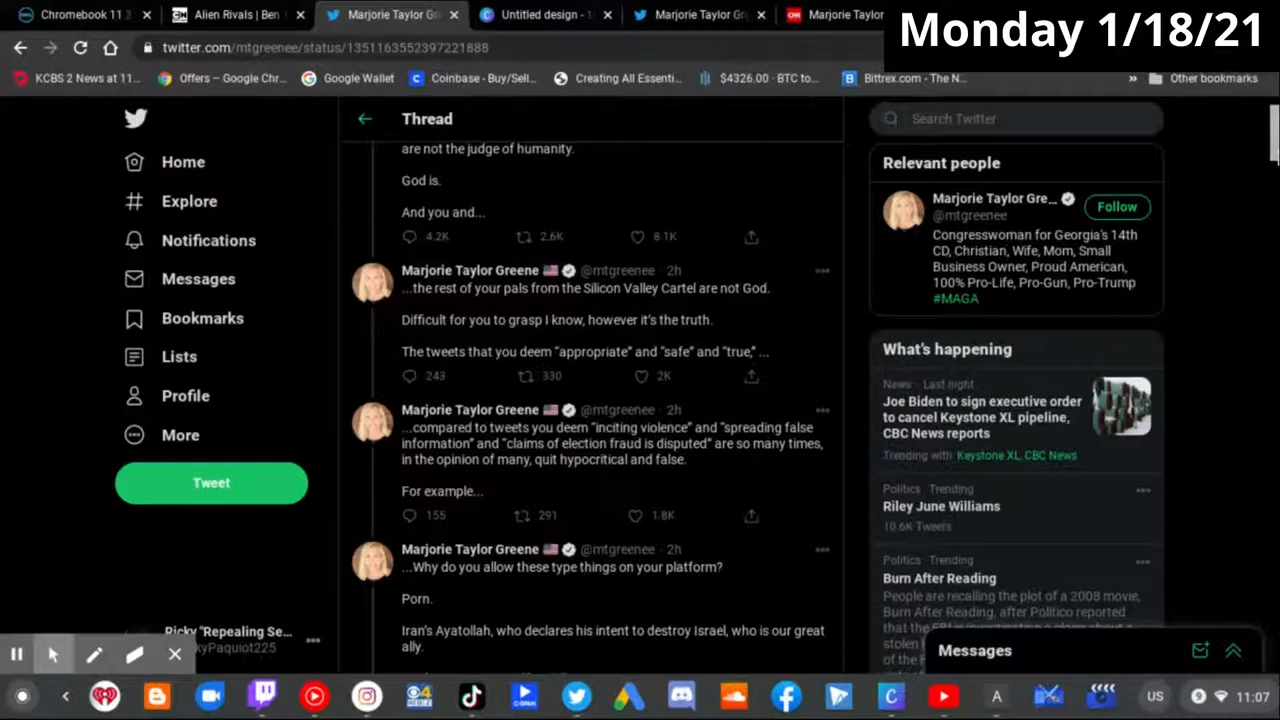 Chromebook 11 3
Alien Rivals | Ben
Marjorie Taylor Gr
Untitled design - 1
Marjorie Taylor Gr
CNN
Marjorie Taylor
Monday 1/18/21
twitter.com/mtgreenee/status/1351163552397221888
KCBS 2 News at 11...
Offers – Google Chr...
Google Wallet
Coinbase - Buy/Sell...
Creating All Essenti...
$4326.00 · BTC to...
Bittrex.com - The N...
»
Other bookmarks
Home
Explore
Notifications
Messages
Bookmarks
Lists
Profile
More
Tweet
Ricky "Repealing Se...
kyPaquiot225
Thread
are not the judge of humanity.
God is.
And you and...
4.2K 2.6K 8.1K
Marjorie Taylor Greene @mtgreenee · 2h
...the rest of your pals from the Silicon Valley Cartel are not God.
Difficult for you to grasp I know, however it’s the truth.
The tweets that you deem “appropriate” and “safe” and “true,” ...
243 330 2K
Marjorie Taylor Greene @mtgreenee · 2h
...compared to tweets you deem “inciting violence” and “spreading false
information” and “claims of election fraud is disputed” are so many times,
in the opinion of many, quit hypocritical and false.
For example...
155 291 1.8K
Marjorie Taylor Greene @mtgreenee · 2h
...Why do you allow these type things on your platform?
Porn.
Iran's Ayatollah, who declares his intent to destroy Israel, who is our great
ally.
Search Twitter
Relevant people
Marjorie Taylor Gre...
@mtgreenee
Follow
Congresswoman for Georgia's 14th
CD, Christian, Wife, Mom, Small
Business Owner, Proud American,
100% Pro-Life, Pro-Gun, Pro-Trump
#MAGA
What’s happening
News · Last night
Joe Biden to sign executive order
to cancel Keystone XL pipeline,
CBC News reports
Trending with Keystone XL, CBC News
Politics · Trending
Riley June Williams
10.6K Tweets
Politics · Trending
Burn After Reading
People are recalling the plot of a 2008 movie,
Burn After Reading, after Politico reported
that the
stolen
of the
Messages
US
9
11:07